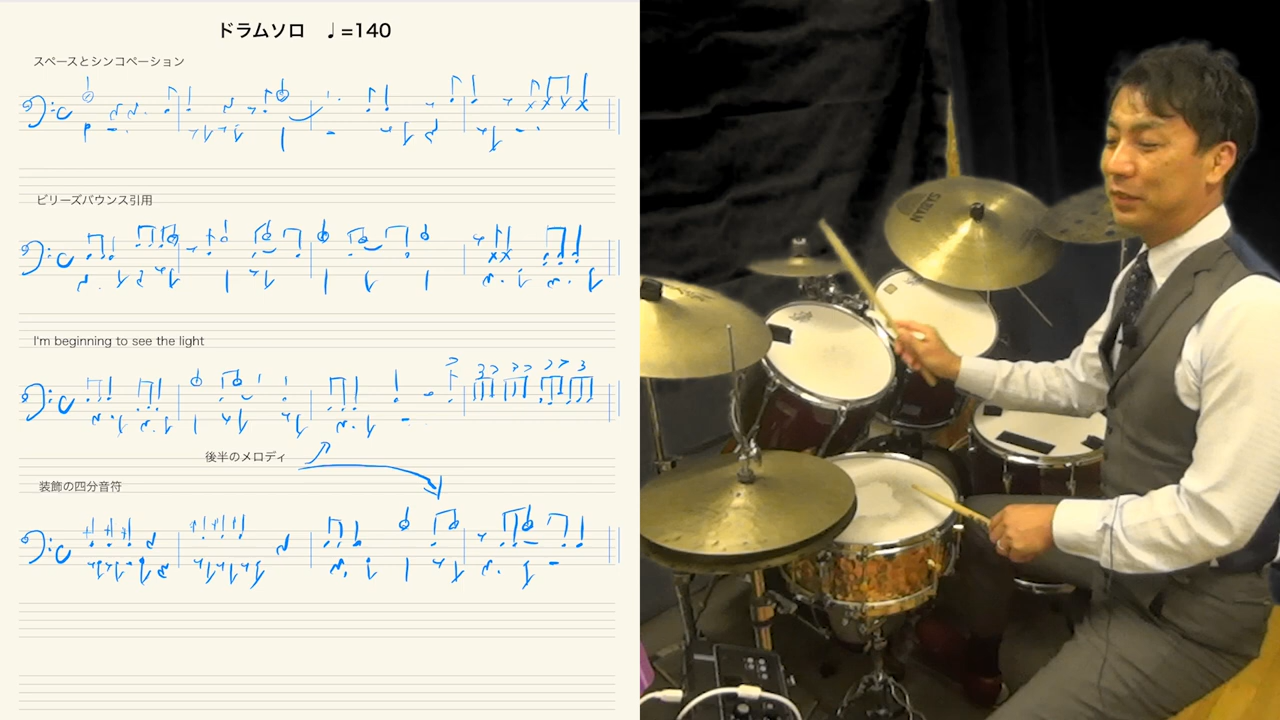 ドラムソロ ♩=140
スペースとシンコペーション
ビリーズバウンス引用
I'm beginning to see the light
後半のメロディ
装飾の四分音符
SABIAN